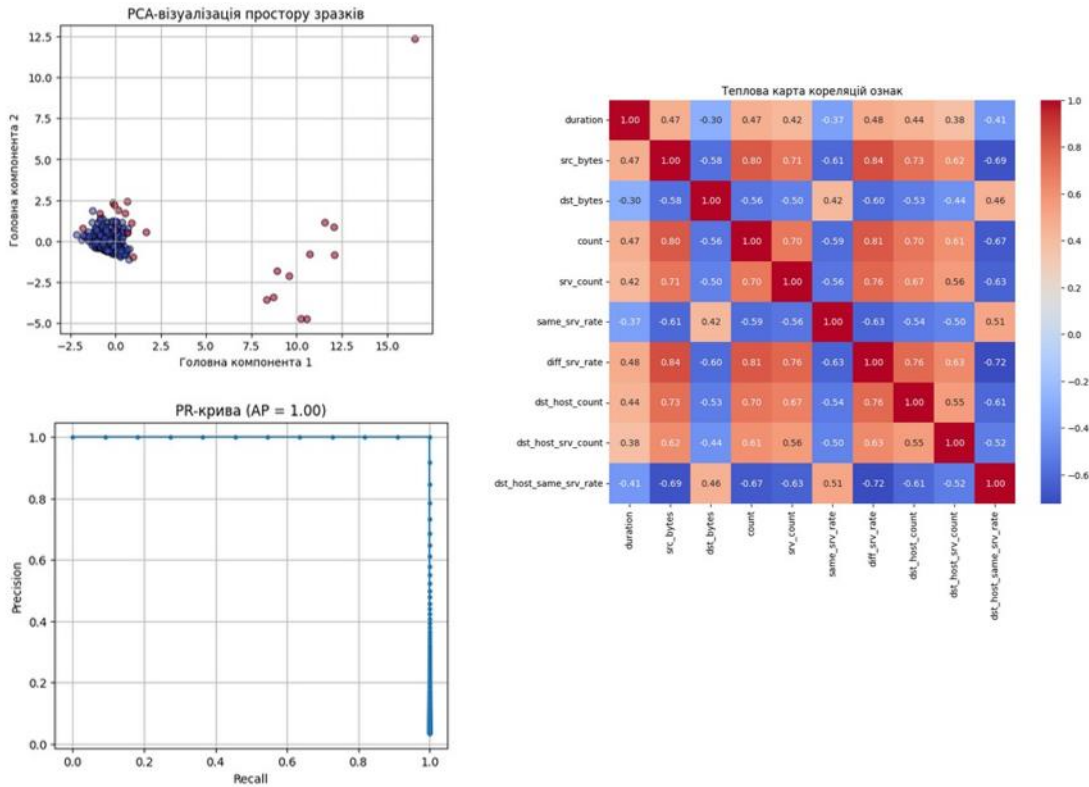 PCA-візуалізація простору зразків
12.5
10.0
7.5
5.0
2.5
0.0
-2.5
-5.0
Головна компонента 2
-2.5 0.0 2.5 5.0 7.5 10.0 12.5 15.0
Головна компонента 1
PR-крива (AP = 1.00)
1.0
0.8
0.6
0.4
0.2
0.0
Precision
0.0 0.2 0.4 0.6 0.8 1.0
Recall
Теплова карта кореляцій ознак
duration 1.00 0.47 -0.30 0.47 0.42 -0.37 0.48 0.44 0.38 -0.41
src_bytes 0.47 1.00 -0.58 0.80 0.71 -0.61 0.84 0.73 0.62 -0.69
dst_bytes -0.30 -0.58 1.00 -0.56 -0.50 0.42 -0.60 -0.53 -0.44 0.46
count 0.47 0.80 -0.56 1.00 0.70 -0.59 0.81 0.70 0.61 -0.67
srv_count 0.42 0.71 -0.50 0.70 1.00 -0.56 0.76 0.67 0.56 -0.63
same_srv_rate -0.37 -0.61 0.42 -0.59 -0.56 1.00 -0.63 -0.54 -0.50 0.51
diff_srv_rate 0.48 0.84 -0.60 0.81 0.76 -0.63 1.00 0.76 0.63 -0.72
dst_host_count 0.44 0.73 -0.53 0.70 0.67 -0.54 0.76 1.00 0.55 -0.61
dst_host_srv_count 0.38 0.62 -0.44 0.61 0.56 -0.50 0.63 0.55 1.00 -0.52
dst_host_same_srv_rate -0.41 -0.69 0.46 -0.67 -0.63 0.51 -0.72 -0.61 -0.52 1.00
duration
src_bytes
dst_bytes
count
srv_count
same_srv_rate
diff_srv_rate
dst_host_count
dst_host_srv_count
dst_host_same_srv_rate
1.0
0.8
0.6
0.4
0.2
0.0
-0.2
-0.4
-0.6